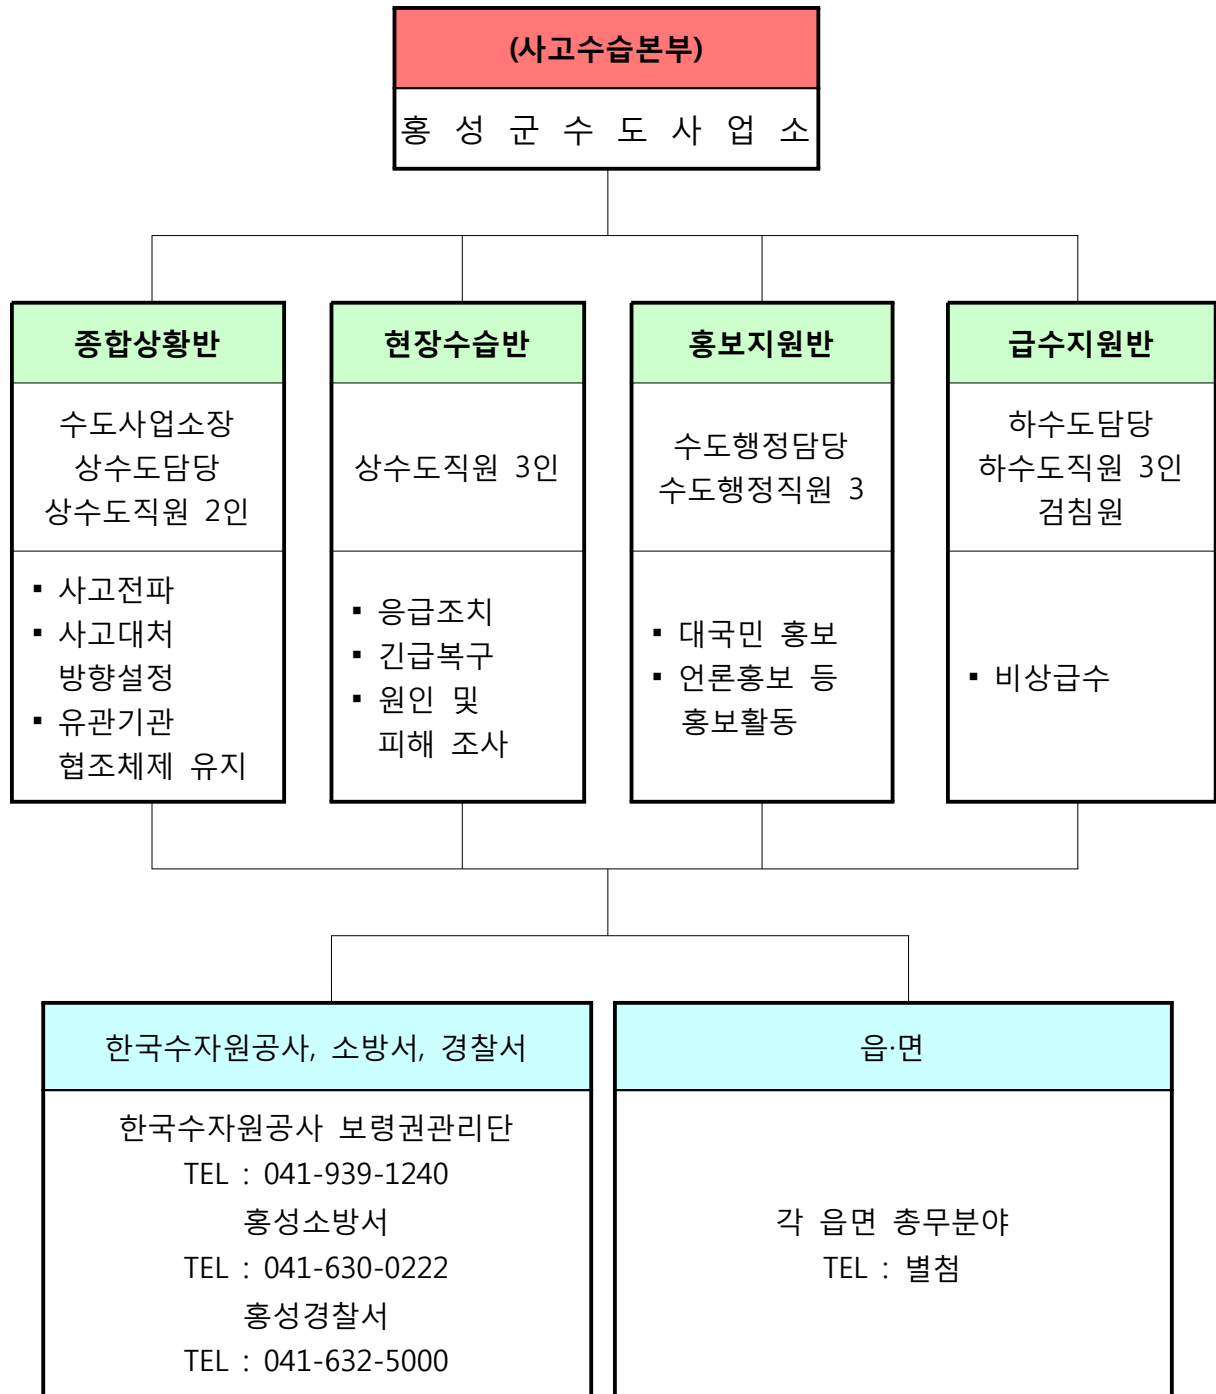 (사고수습본부)
홍 성 군 수 도 사 업 소
종합상황반
수도사업소장
상수도담당
상수도직원 2인
▪ 사고전파
▪ 사고대처
방향설정
▪ 유관기관
협조체제 유지
현장수습반
상수도직원 3인
▪ 응급조치
▪ 긴급복구
▪ 원인 및
피해 조사
홍보지원반
수도행정담당
수도행정직원 3
▪ 대국민 홍보
▪ 언론홍보 등
홍보활동
급수지원반
하수도담당
하수도직원 3인
검침원
▪ 비상급수
한국수자원공사, 소방서, 경찰서
한국수자원공사 보령권관리단
TEL : 041-939-1240
홍성소방서
TEL : 041-630-0222
홍성경찰서
TEL : 041-632-5000
읍·면
각 읍면 총무분야
TEL : 별첨